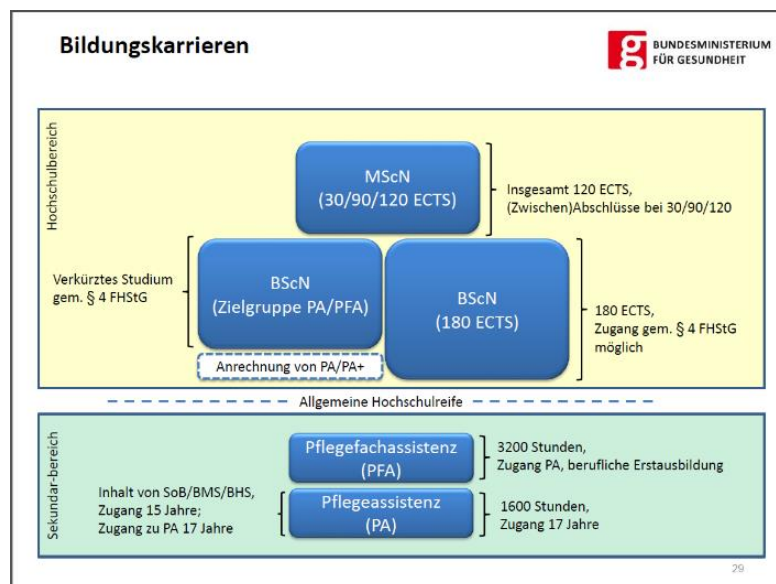 Bildungskarrieren
BUNDESMINISTERIUM
FÜR GESUNDHEIT
Hochschulbereich
MScN
(30/90/120 ECTS)
Insgesamt 120 ECTS,
(Zwischen)Abschlüsse bei 30/90/120
Verkürztes Studium
gem. § 4 FHStG
BScN
(Zielgruppe PA/PFA)
BScN
(180 ECTS)
180 ECTS,
Zugang gem. § 4 FHStG
möglich
Anrechnung von PA/PA+
Allgemeine Hochschulreife
Sekundar-bereich
Pflegefachassistenz
(PFA)
3200 Stunden,
Zugang PA, berufliche Erstausbildung
Inhalt von SoB/BMS/BHS,
Zugang 15 Jahre;
Zugang zu PA 17 Jahre
Pflegeassistenz
(PA)
1600 Stunden,
Zugang 17 Jahre
29